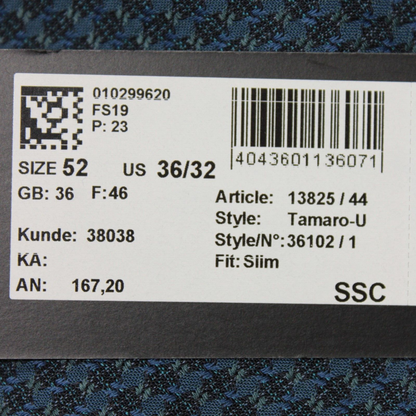 010299620
FS19
P: 23
4043601136071
SIZE 52 US 36/32
GB: 36 F: 46
Article: 13825 / 44
Style: Tamaro-U
Kunde: 38038
Style/N°: 36102 / 1
KA:
Fit: Slim
AN: 167,20
SSC